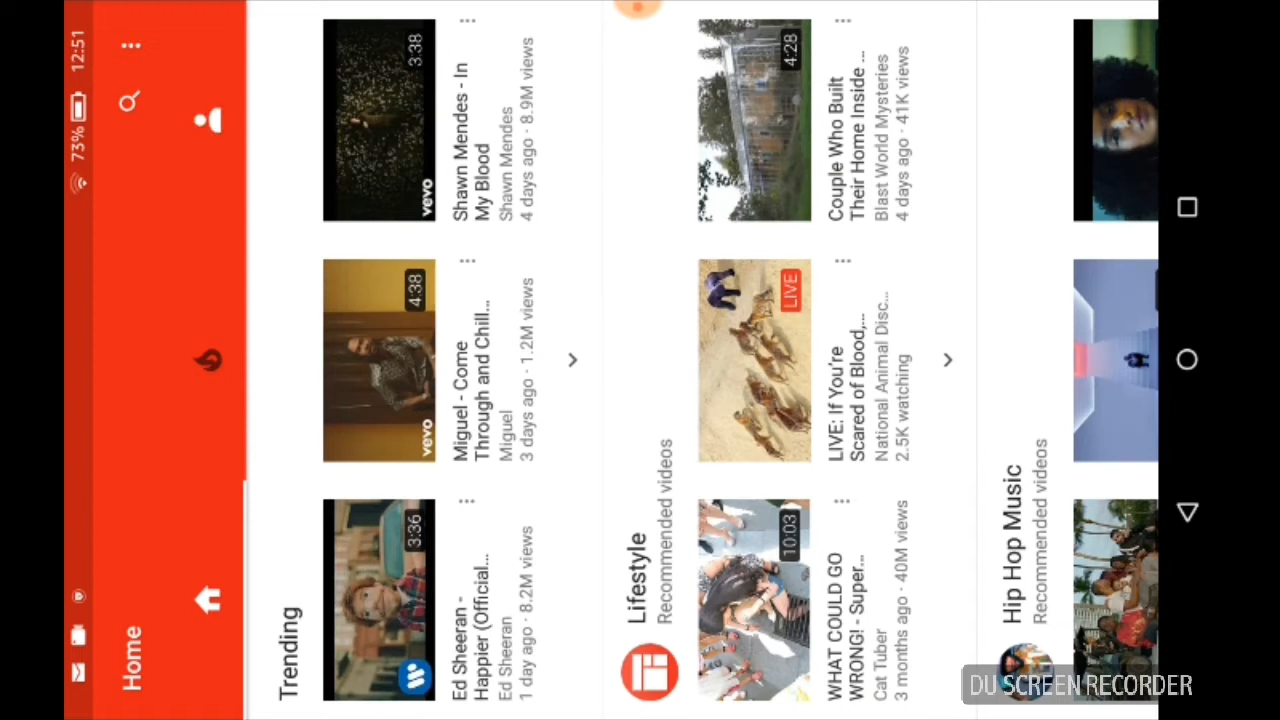 73% 12:51
Home
Trending
3:36
Ed Sheeran -
Happier (Official...
Ed Sheeran
1 day ago · 8.2M views
vevo
4:38
Miguel - Come
Through and Chill...
Miguel
3 days ago · 1.2M views
vevo
3:38
Shawn Mendes - In
My Blood
Shawn Mendes
4 days ago · 8.9M views
Lifestyle
Recommended videos
10:03
WHAT COULD GO
WRONG! - Super...
Cat Tuber
3 months ago · 40M views
LIVE
LIVE: If You're
Scared of Blood,...
National Animal Disc...
2.5K watching
4:28
Couple Who Built
Their Home Inside ...
Blast World Mysteries
4 days ago · 41K views
Hip Hop Music
Recommended videos
DU SCREEN RECORDER